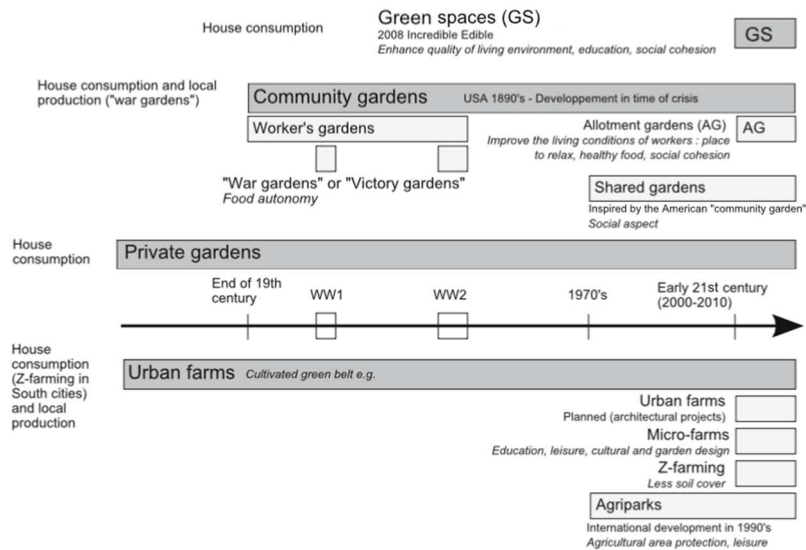 House consumption
Green spaces (GS)
2008 Incredible Edible
Enhance quality of living environment, education, social cohesion
GS
House consumption and local
production ("war gardens")
Community gardens USA 1890's - Developpement in time of crisis
Worker's gardens
Allotment gardens (AG)
AG
Improve the living conditions of workers : place
to relax, healthy food, social cohesion
"War gardens" or "Victory gardens"
Food autonomy
Shared gardens
Inspired by the American "community garden"
Social aspect
House
consumption
Private gardens
End of 19th
century
WW1
WW2
1970's
Early 21st century
(2000-2010)
House
consumption
(Z-farming in
South cities)
and local
production
Urban farms Cultivated green belt e.g.
Urban farms
Planned (architectural projects)
Micro-farms
Education, leisure, cultural and garden design
Z-farming
Less soil cover
Agriparks
International development in 1990's
Agricultural area protection, leisure